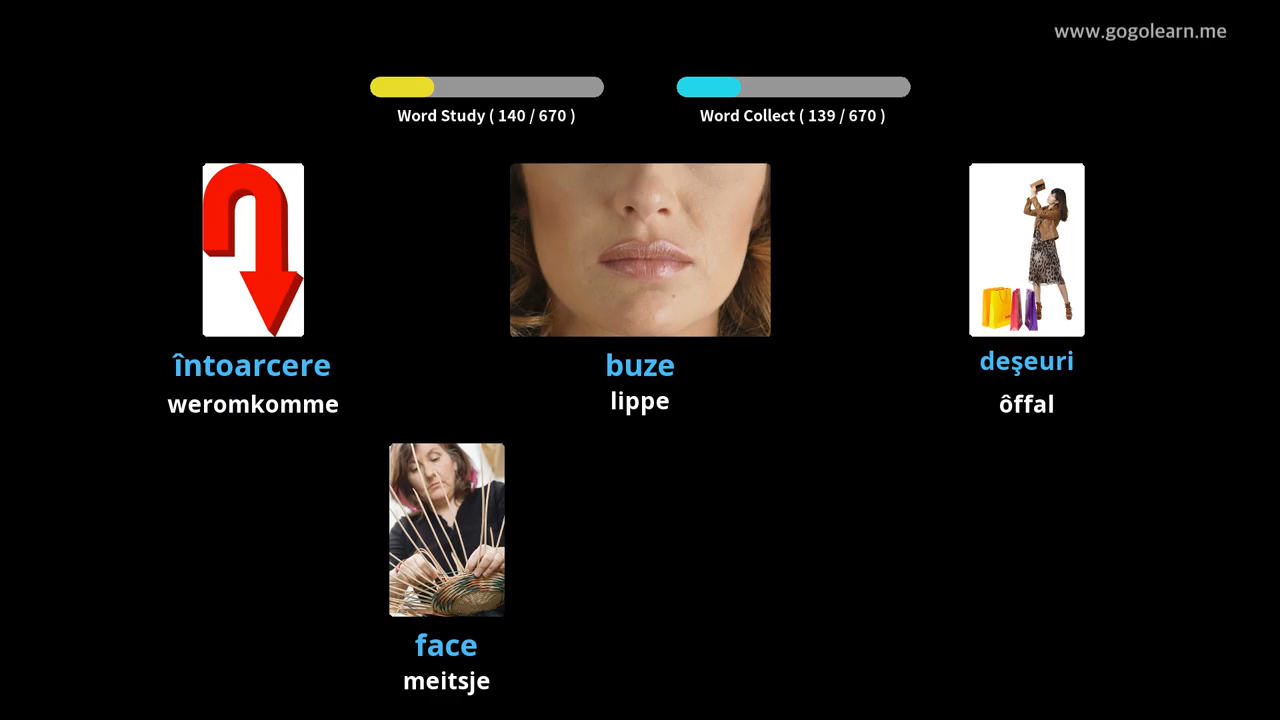 www.gogolearn.me
Word Study ( 140 / 670 )
Word Collect ( 139 / 670 )
întoarcere
buze
deşeuri
weromkomme
lippe
ôffal
face
meitsje